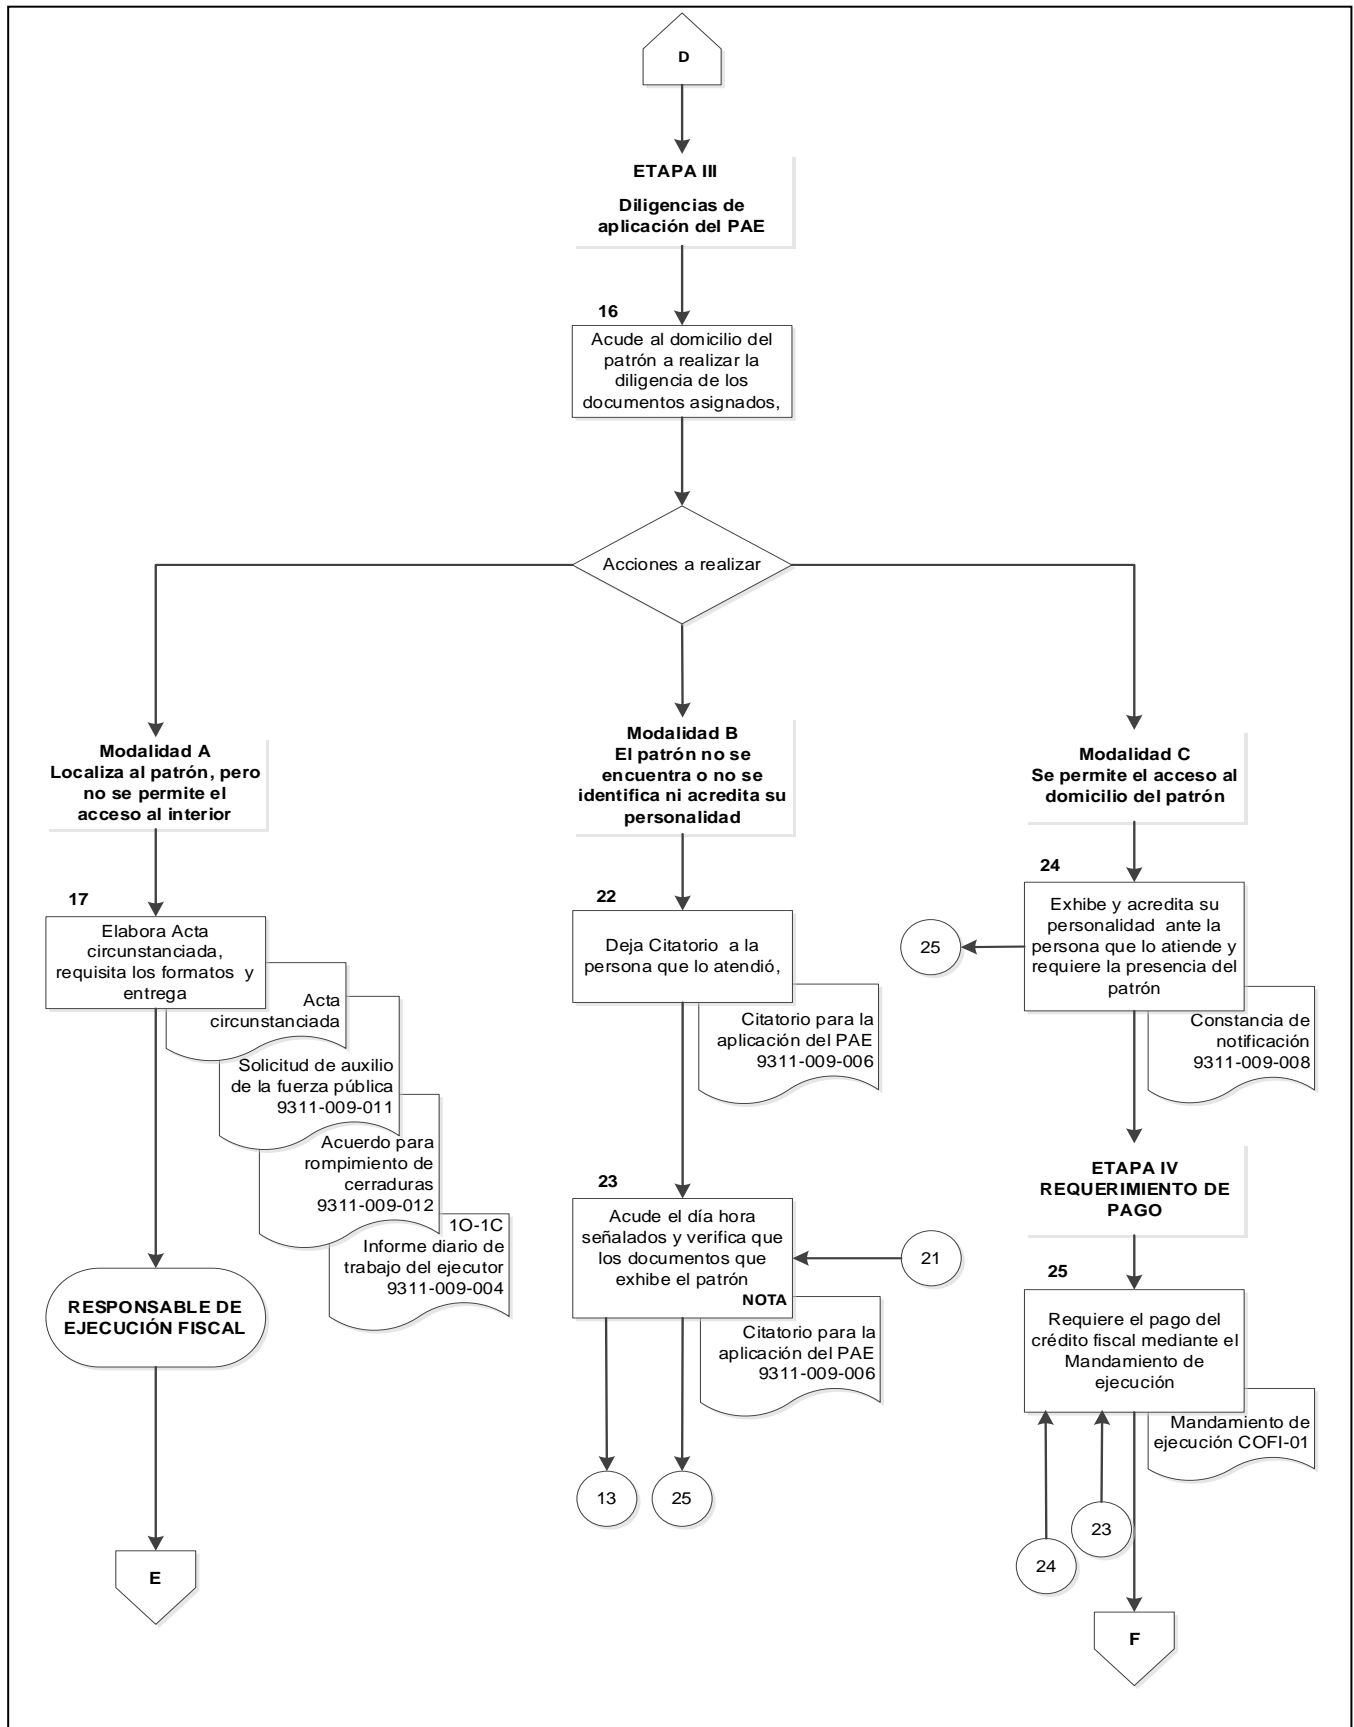 D
ETAPA III
Diligencias de
aplicación del PAE
16
Acude al domicilio del
patrón a realizar la
diligencia de los
documentos asignados,
Acciones a realizar
Modalidad A
Localiza al patrón, pero
no se permite el
acceso al interior
17
Elabora Acta
circunstanciada,
requisita los formatos y
entrega
Acta
circunstanciada
Solicitud de auxilio
de la fuerza pública
9311-009-011
Acuerdo para
rompimiento de
cerraduras
9311-009-012
1O-1C
Informe diario de
trabajo del ejecutor
9311-009-004
RESPONSABLE DE
EJECUCIÓN FISCAL
E
Modalidad B
El patrón no se
encuentra o no se
identifica ni acredita su
personalidad
22
Deja Citatorio a la
persona que lo atendió,
Citatorio para la
aplicación del PAE
9311-009-006
23
Acude el día hora
señalados y verifica que
los documentos que
exhibe el patrón
NOTA
21
Citatorio para la
aplicación del PAE
9311-009-006
13
25
Modalidad C
Se permite el acceso al
domicilio del patrón
24
Exhibe y acredita su
personalidad ante la
persona que lo atiende y
requiere la presencia del
patrón
25
Constancia de
notificación
9311-009-008
ETAPA IV
REQUERIMIENTO DE
PAGO
25
Requiere el pago del
crédito fiscal mediante el
Mandamiento de
ejecución
Mandamiento de
ejecución COFI-01
23
24
F